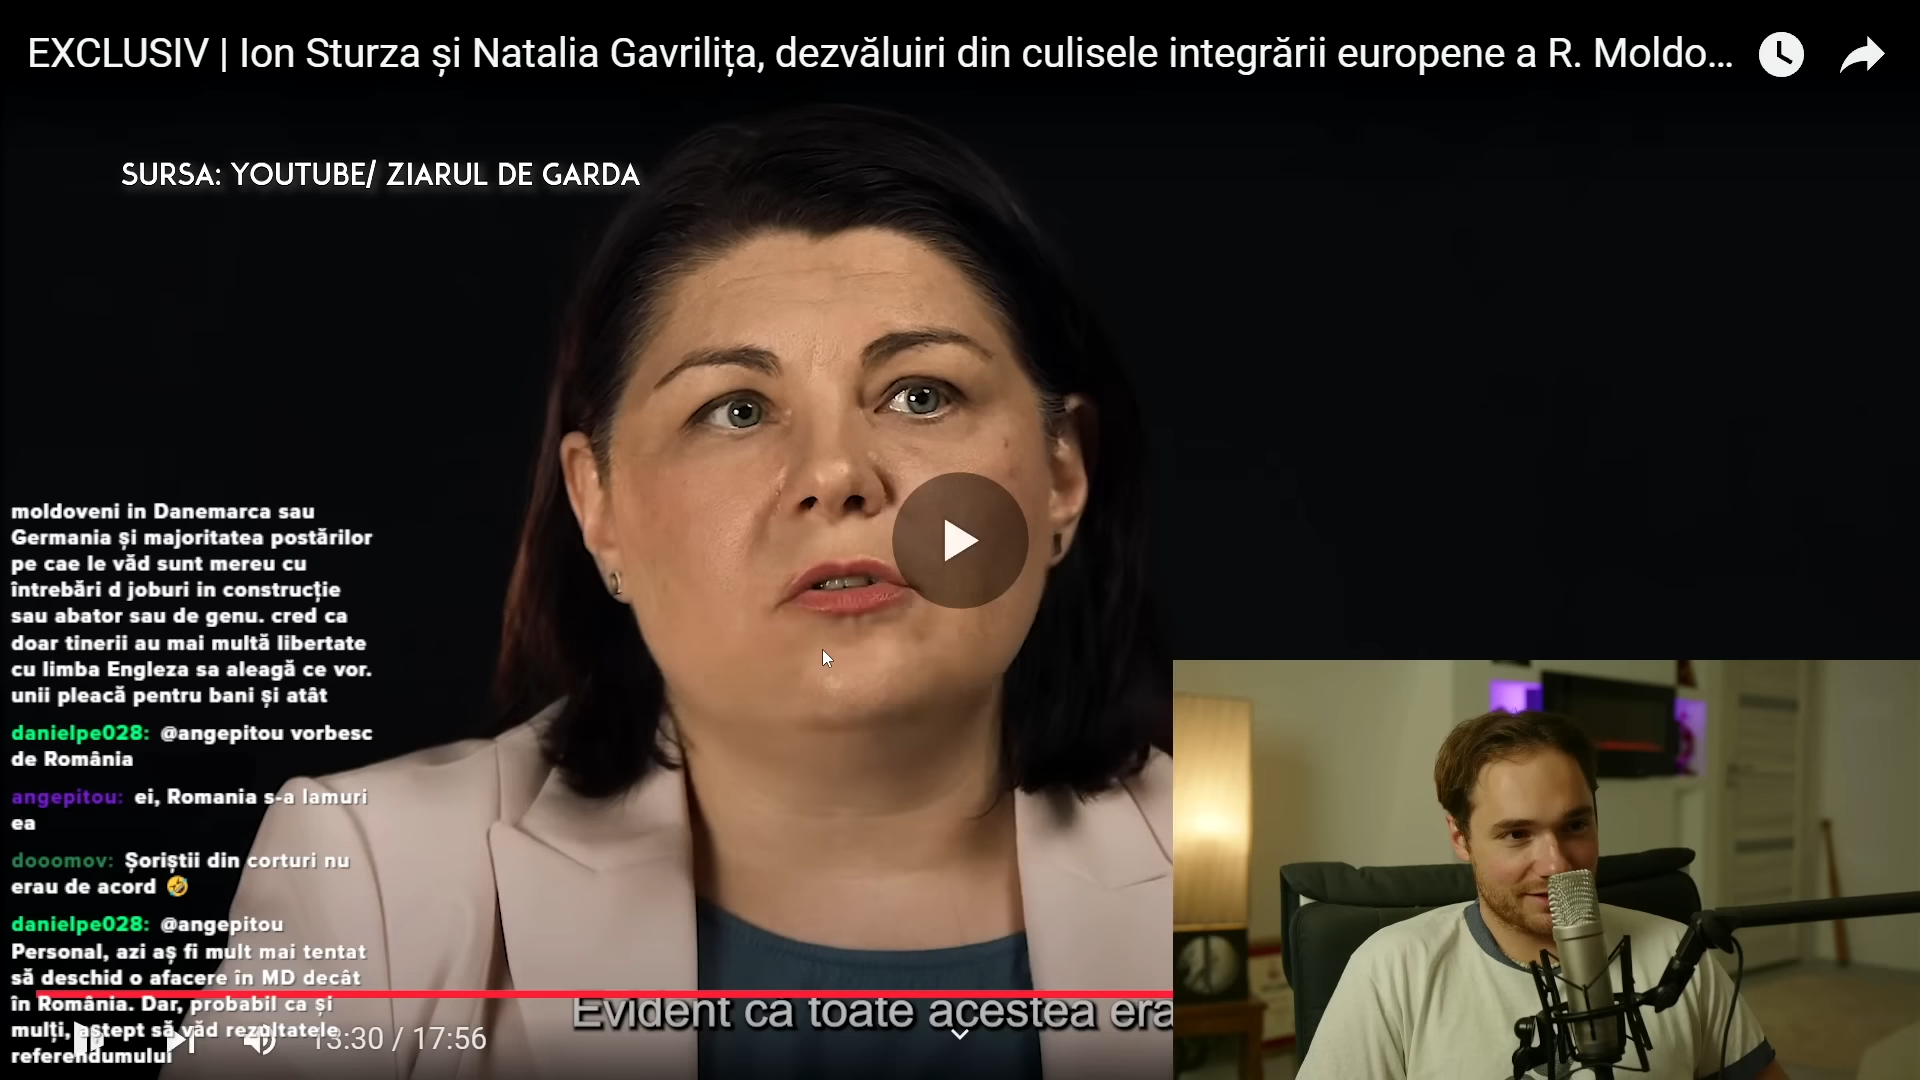 EXCLUSIV | Ion Sturza și Natalia Gavrilița, dezvăluiri din culisele integrării europene a R. Moldo...
SURSA: YOUTUBE/ ZIARUL DE GARDA
moldoveni in Danemarca sau
Germania și majoritatea postărilor
pe cae le văd sunt mereu cu
întrebări d joburi in construcție
sau abator sau de genu. cred ca
doar tinerii au mai multă libertate
cu limba Engleza sa aleagă ce vor.
unii pleacă pentru bani și atât
danielpe028: @angepitou vorbesc
de România
angepitou: ei, Romania s-a lamuri
ea
dooomov: Șoriștii din corturi nu
erau de acord 🤣
danielpe028: @angepitou
Personal, azi aș fi mult mai tentat
să deschid o afacere în MD decât
în România. Dar, probabil ca și
mulți, aștept să văd rezultatele
referendumului
Evident ca toate acestea era
13:30 / 17:56